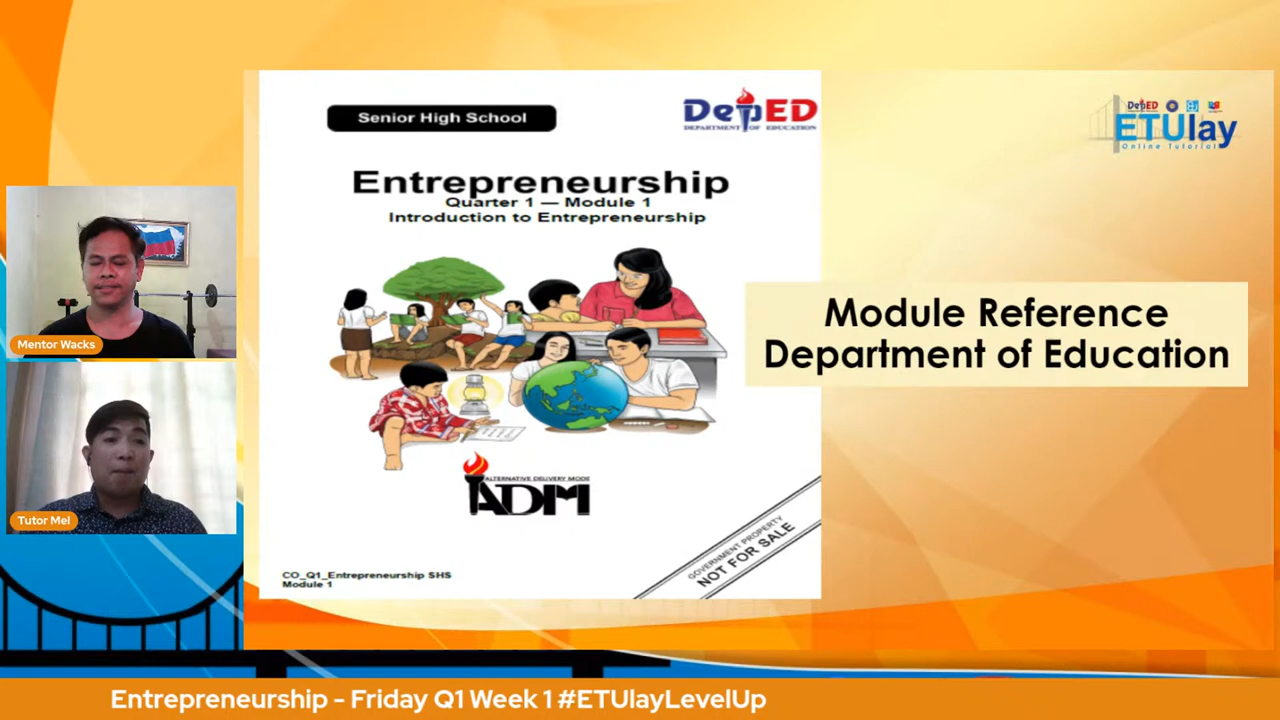 Senior High School
DepED
DEPARTMENT OF EDUCATION
Entrepreneurship
Quarter 1 — Module 1
Introduction to Entrepreneurship
ALTERNATIVE DELIVERY MODE
ADM
GOVERNMENT PROPERTY
NOT FOR SALE
CO_Q1_Entrepreneurship SHS
Module 1
DepED
ETUlay
Online Tutorial
Module Reference
Department of Education
Mentor Wacks
Tutor Mel
Entrepreneurship - Friday Q1 Week 1 #ETUlayLevelUp